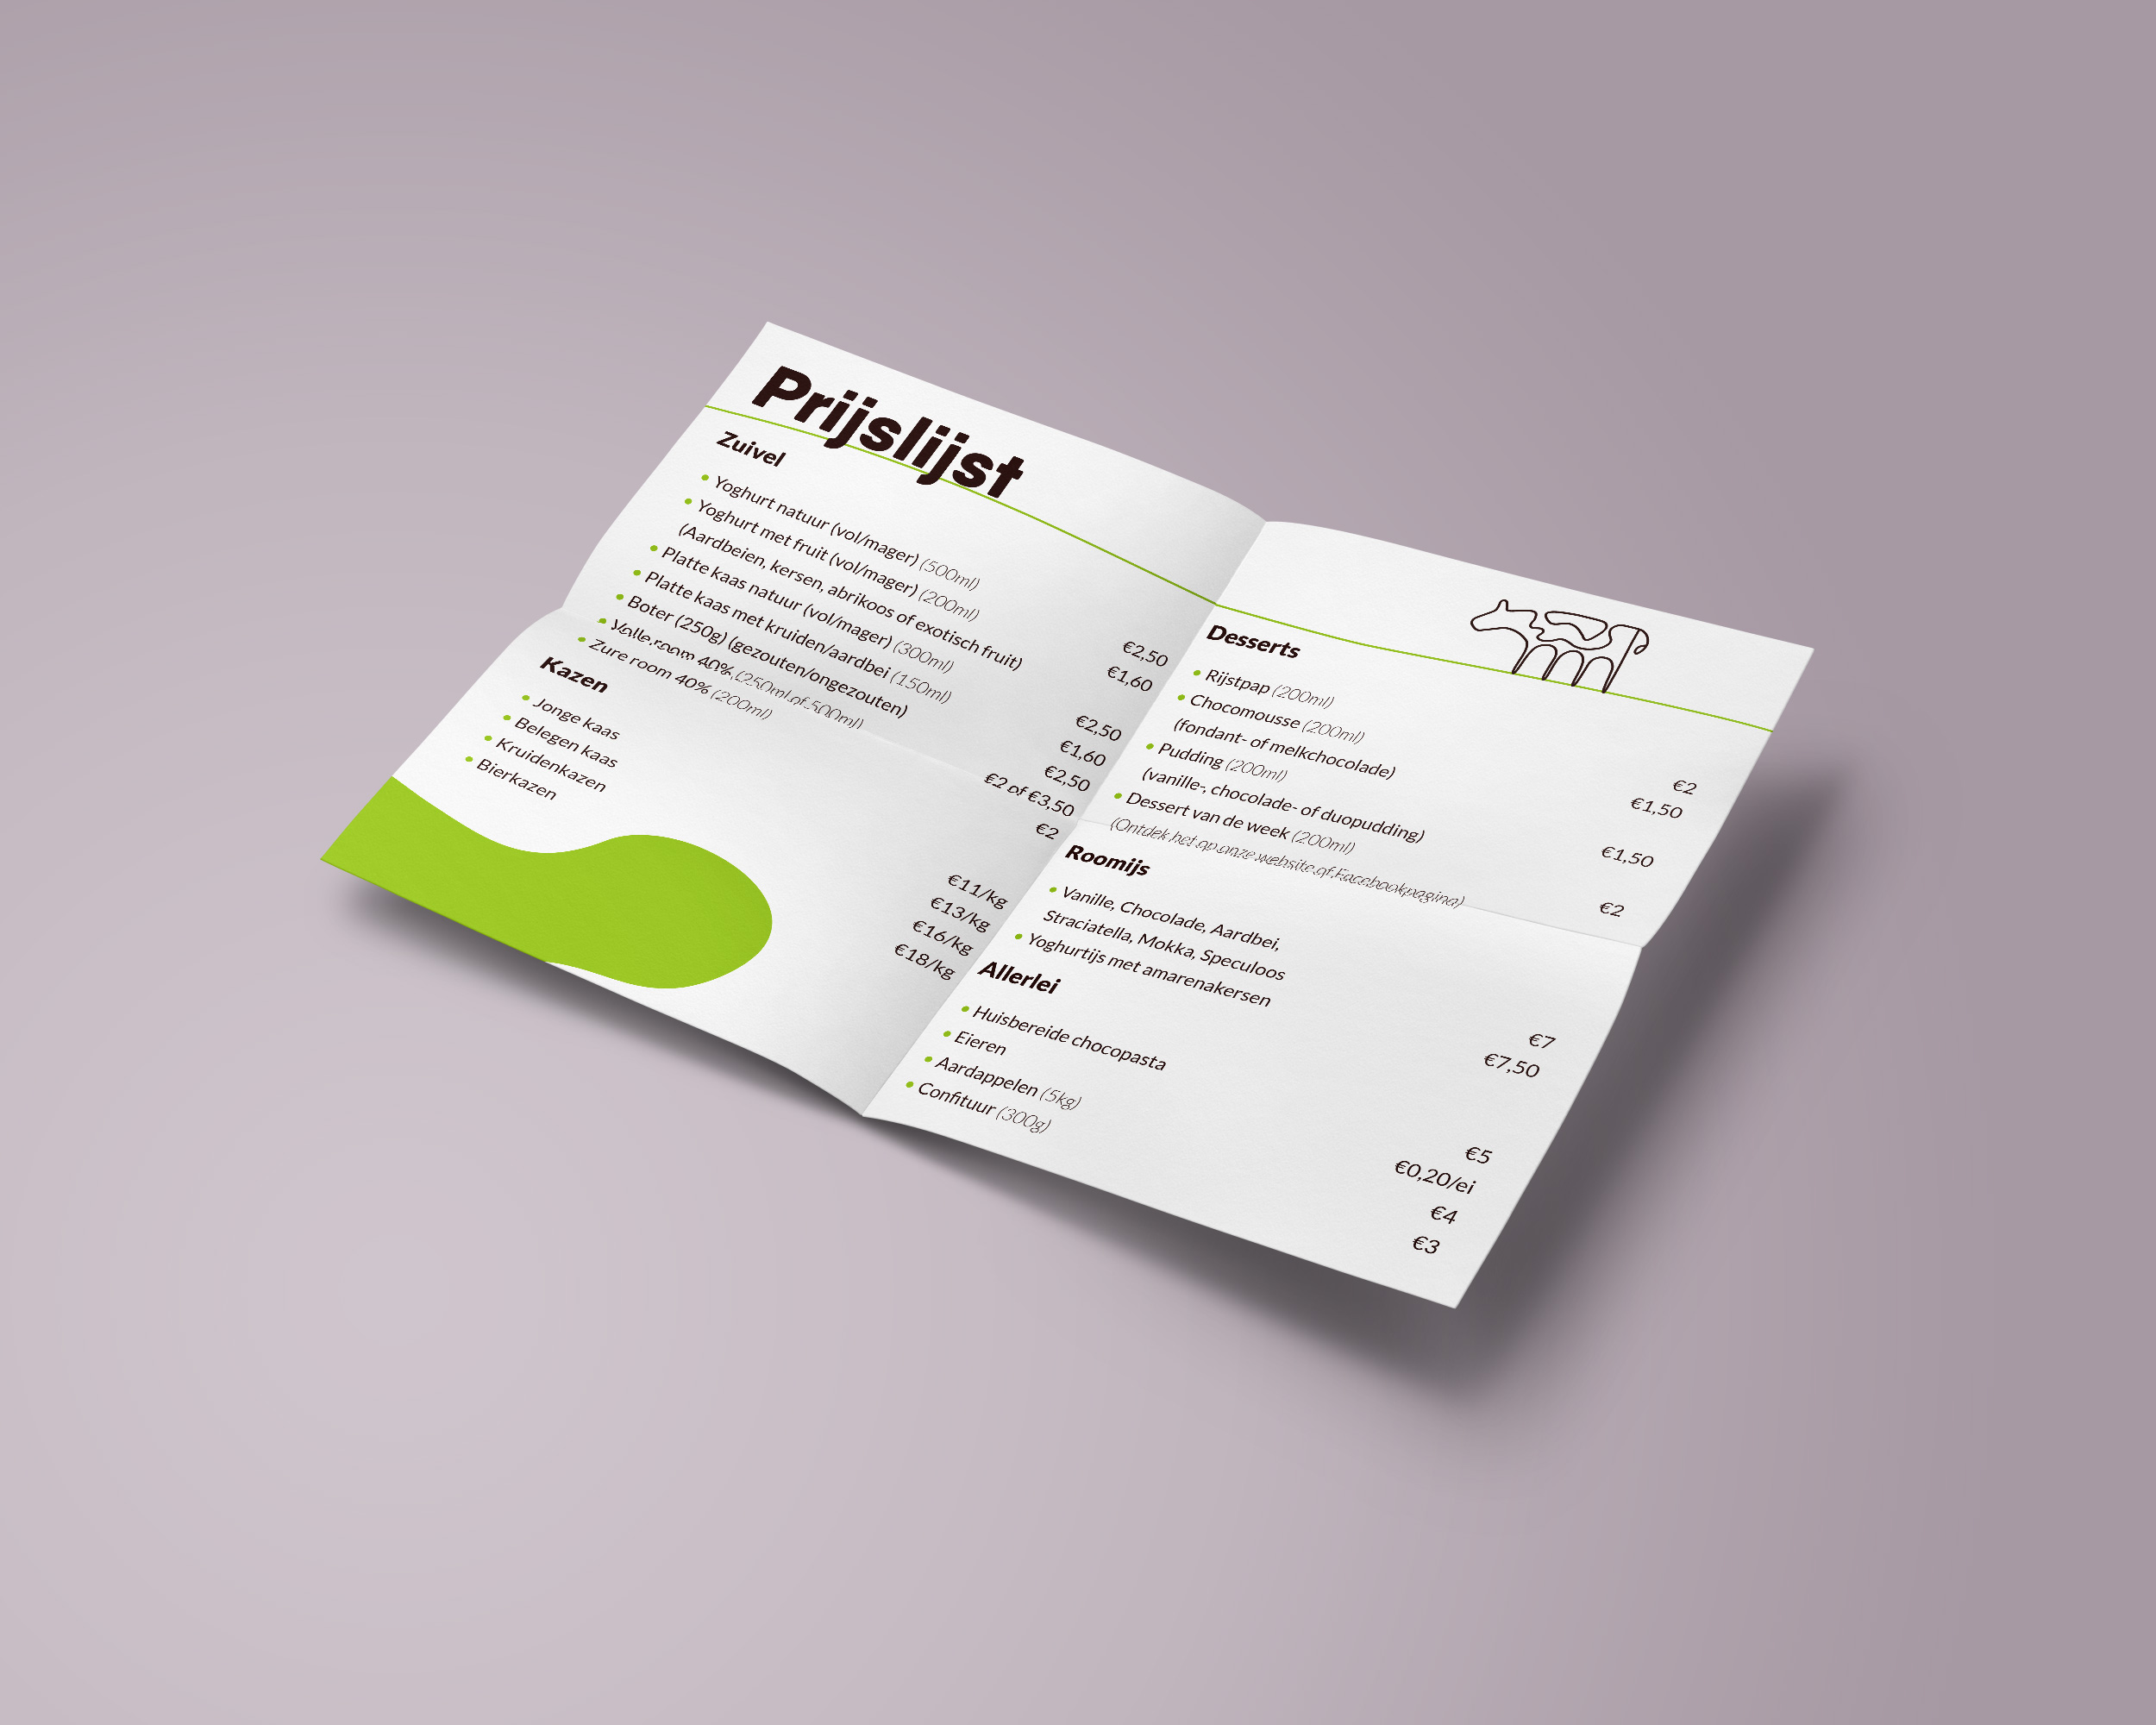 Prijslijst
Zuivel
Yoghurt natuur (vol/mager) (500ml) €2,50
Yoghurt met fruit (vol/mager) (200ml) €1,60
(Aardbeien, kersen, abrikoos of exotisch fruit)
Platte kaas natuur (vol/mager) (300ml) €2,50
Platte kaas met kruiden/aardbei (150ml) €1,60
Boter (250g) (gezouten/ongezouten) €2,50
Volle room 40% (250ml of 500ml) €2 of €3,50
Zure room 40% (200ml) €2
Kazen
Jonge kaas €11/kg
Belegen kaas €13/kg
Kruidenkazen €16/kg
Bierkazen €18/kg
Desserts
Rijstpap (200ml) €2
Chocomousse (200ml) €1,50
(fondant- of melkchocolade)
Pudding (200ml) €1,50
(vanille-, chocolade- of duopudding)
Dessert van de week (200ml) €2
(Ontdek het op onze website of Facebookpagina)
Roomijs
Vanille, Chocolade, Aardbei, €7
Straciatella, Mokka, Speculoos
Yoghurtijs met amarenakersen €7,50
Allerlei
Huisbereide chocopasta €5
Eieren €0,20/ei
Aardappelen (5kg) €4
Confituur (300g) €3